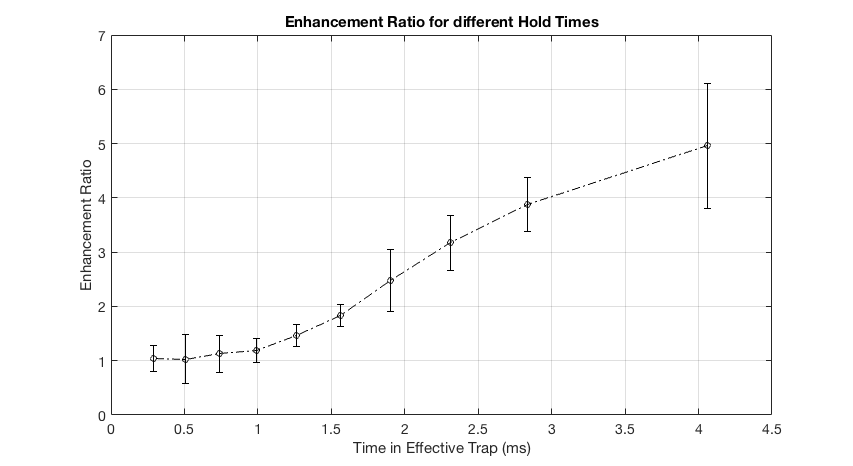 Enhancement Ratio for different Hold Times
7
6
5
4
3
2
1
0
Enhancement Ratio
0 0.5 1 1.5 2 2.5 3 3.5 4 4.5
Time in Effective Trap (ms)